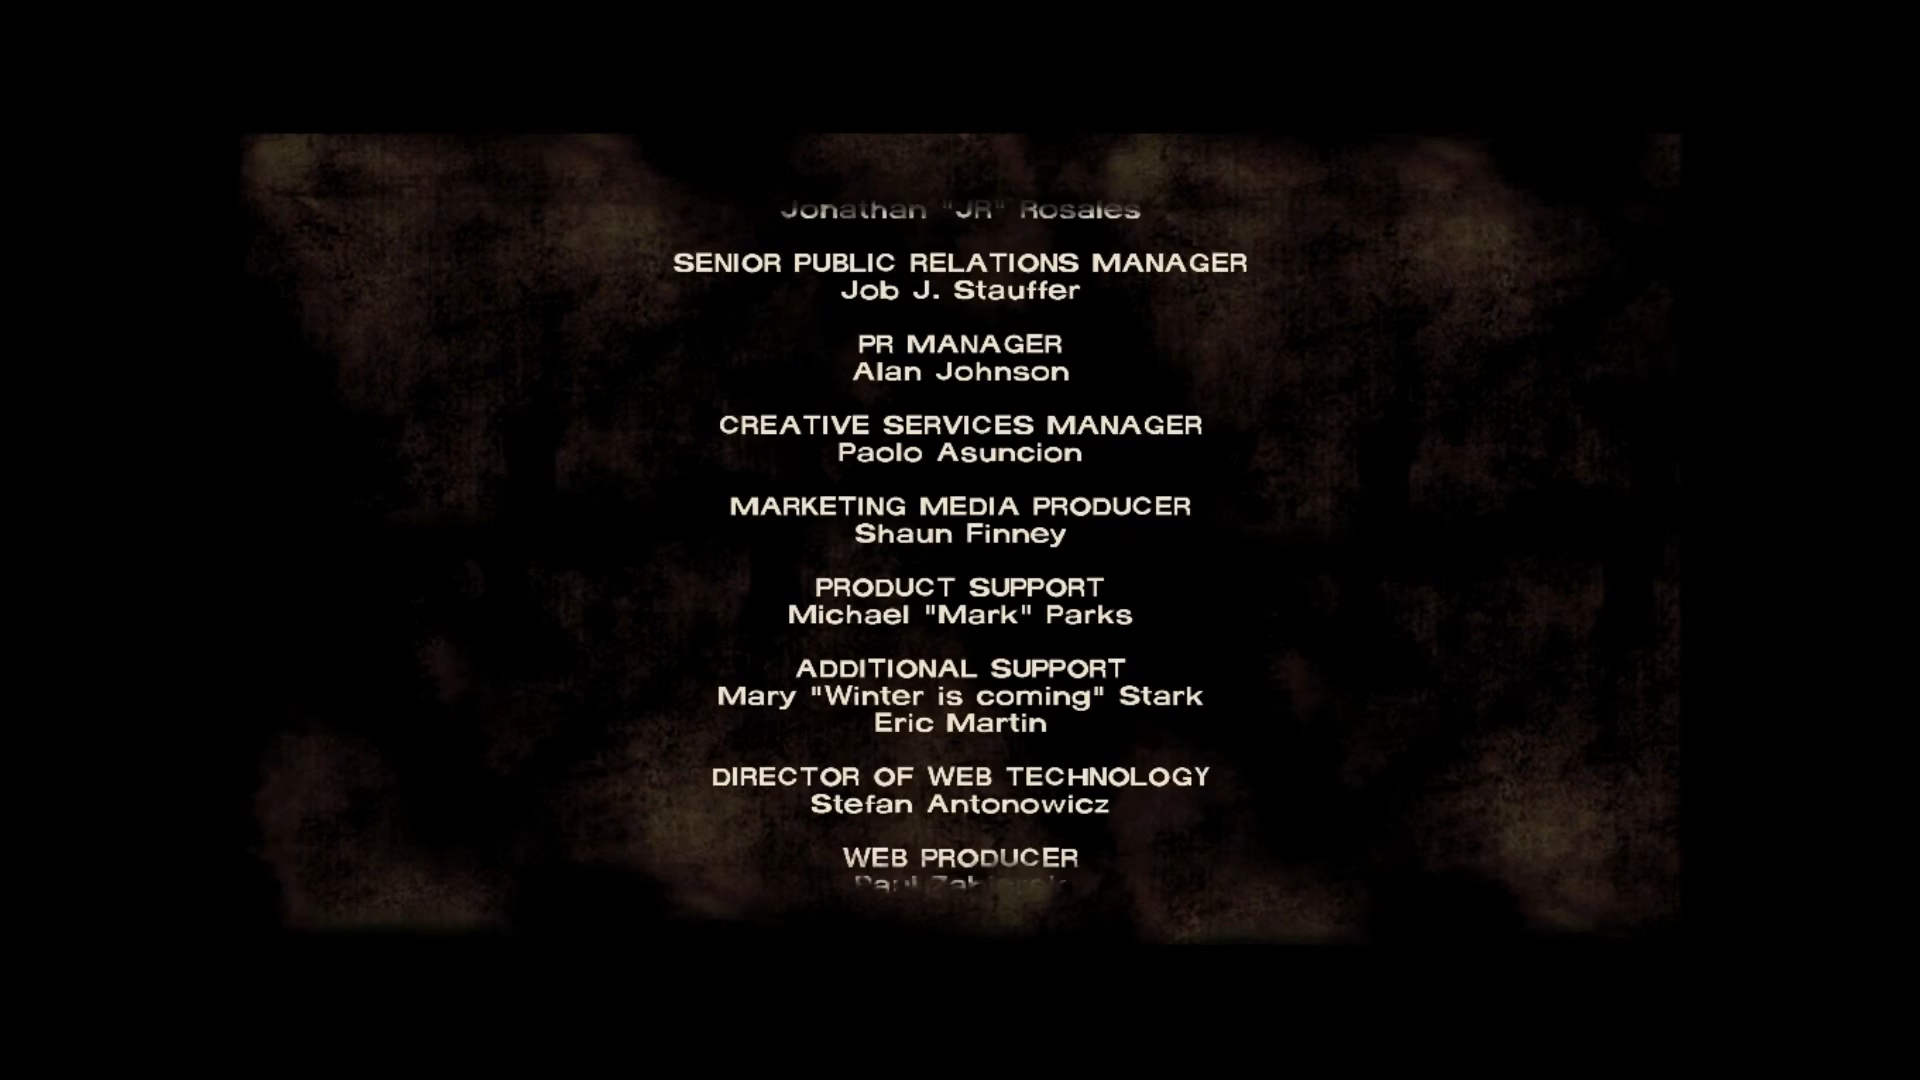 Jonathan "JR" Rosales
SENIOR PUBLIC RELATIONS MANAGER
Job J. Stauffer
PR MANAGER
Alan Johnson
CREATIVE SERVICES MANAGER
Paolo Asuncion
MARKETING MEDIA PRODUCER
Shaun Finney
PRODUCT SUPPORT
Michael "Mark" Parks
ADDITIONAL SUPPORT
Mary "Winter is coming" Stark
Eric Martin
DIRECTOR OF WEB TECHNOLOGY
Stefan Antonowicz
WEB PRODUCER
Paul